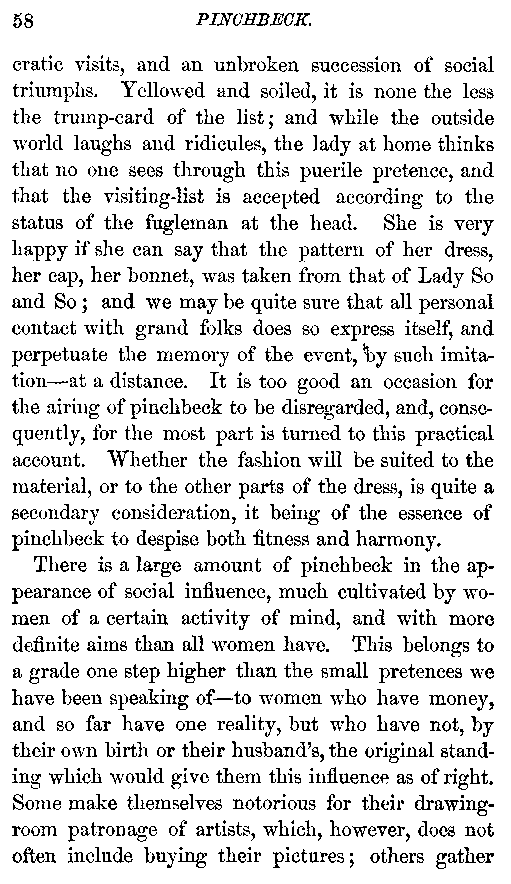 58 PINCHBECK.
cratic visits, and an unbroken succession of social
triumphs. Yellowed and soiled, it is none the less
the trump-card of the list; and while the outside
world laughs and ridicules, the lady at home thinks
that no one sees through this puerile pretence, and
that the visiting-list is accepted according to the
status of the fugleman at the head. She is very
happy if she can say that the pattern of her dress,
her cap, her bonnet, was taken from that of Lady So
and So; and we may be quite sure that all personal
contact with grand folks does so express itself, and
perpetuate the memory of the event, by such imita-
tion—at a distance. It is too good an occasion for
the airing of pinchbeck to be disregarded, and, conse-
quently, for the most part is turned to this practical
account. Whether the fashion will be suited to the
material, or to the other parts of the dress, is quite a
secondary consideration, it being of the essence of
pinchbeck to despise both fitness and harmony.
There is a large amount of pinchbeck in the ap-
pearance of social influence, much cultivated by wo-
men of a certain activity of mind, and with more
definite aims than all women have. This belongs to
a grade one step higher than the small pretences we
have been speaking of—to women who have money,
and so far have one reality, but who have not, by
their own birth or their husband's, the original stand-
ing which would give them this influence as of right.
Some make themselves notorious for their drawing-
room patronage of artists, which, however, does not
often include buying their pictures; others gather